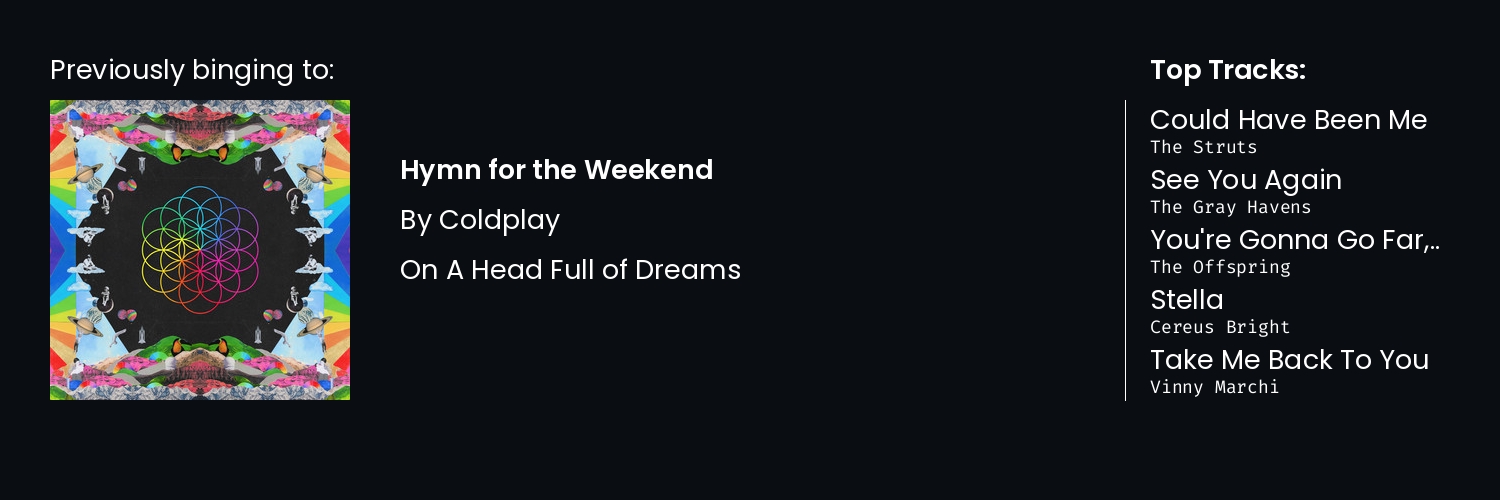 Previously binging to:
Hymn for the Weekend
By Coldplay
On A Head Full of Dreams
Top Tracks:
Could Have Been Me
The Struts
See You Again
The Gray Havens
You're Gonna Go Far,..
The Offspring
Stella
Cereus Bright
Take Me Back To You
Vinny Marchi